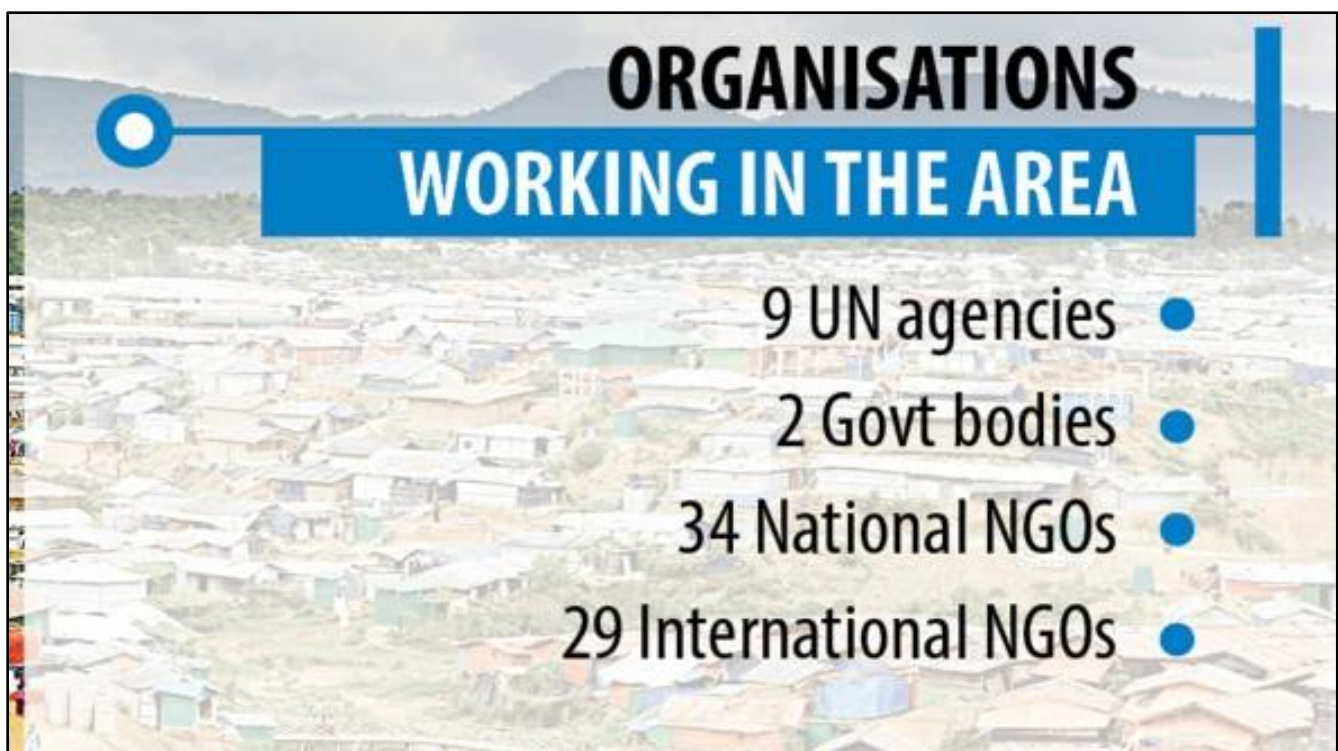 ORGANISATIONS
WORKING IN THE AREA
9 UN agencies
2 Govt bodies
34 National NGOs
29 International NGOs